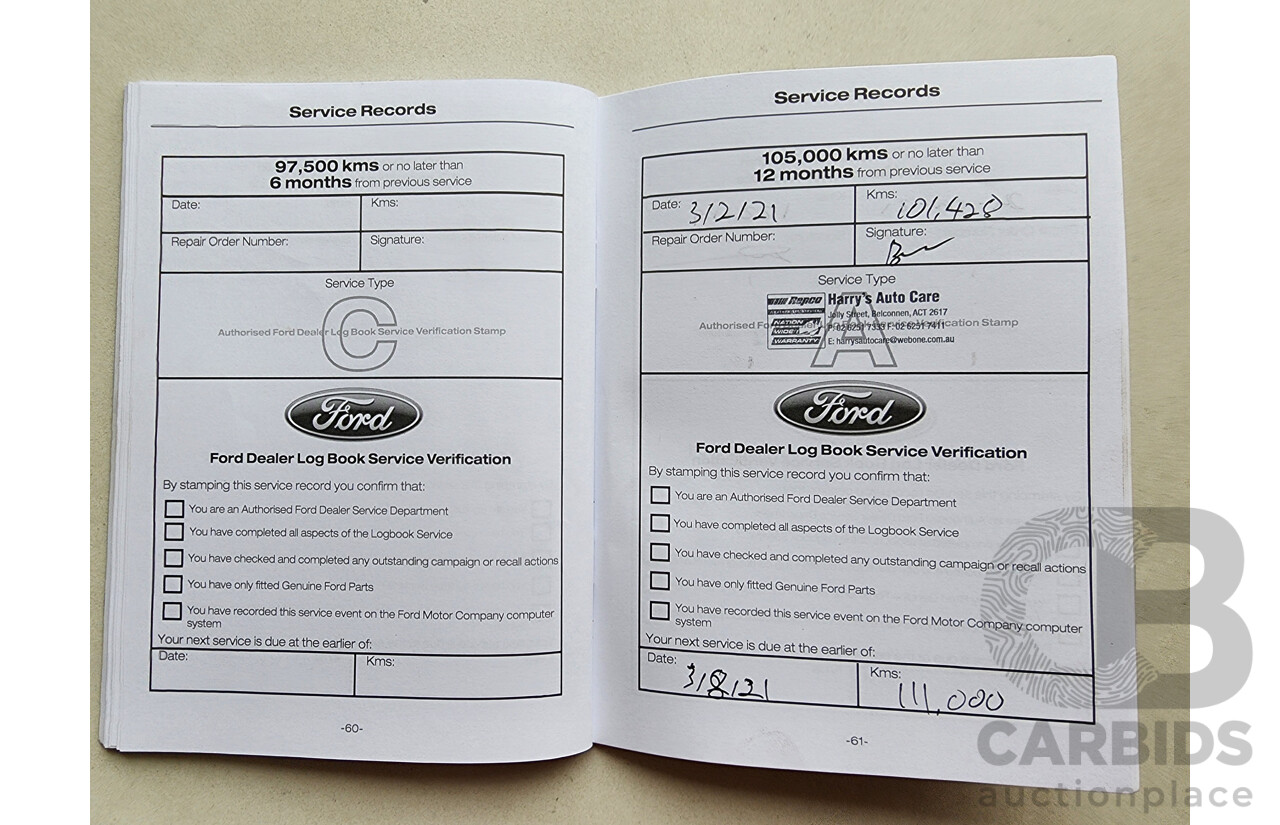 Service Records
97,500 kms or no later than
6 months from previous service
Date:
Kms:
Repair Order Number:
Signature:
Service Type
C
Authorised Ford Dealer Log Book Service Verification Stamp
Ford
Ford Dealer Log Book Service Verification
By stamping this service record you confirm that:
You are an Authorised Ford Dealer Service Department
You have completed all aspects of the Logbook Service
You have checked and completed any outstanding campaign or recall actions
You have only fitted Genuine Ford Parts
You have recorded this service event on the Ford Motor Company computer
system
Your next service is due at the earlier of:
Date:
Kms:
-60-
Service Records
105,000 kms or no later than
12 months from previous service
Date: 3/2/21
Kms: 101,428
Repair Order Number:
Signature:
Service Type
A
Repco Harry's Auto Care
Jolly Street, Belconnen, ACT 2617
NATION
WIDE
WARRANTY
P: 02 6251 7333 F: 02 6251 7411
E: harrysautocare@webone.com.au
Authorised Fo
ication Stamp
Ford
Ford Dealer Log Book Service Verification
By stamping this service record you confirm that:
You are an Authorised Ford Dealer Service Department
You have completed all aspects of the Logbook Service
You have checked and completed any outstanding campaign or recall actions
You have only fitted Genuine Ford Parts
You have recorded this service event on the Ford Motor Company computer
system
Your next service is due at the earlier of:
Date: 3/8/21
Kms: 111,000
-61-
CB
CARBIDS
auctionplace